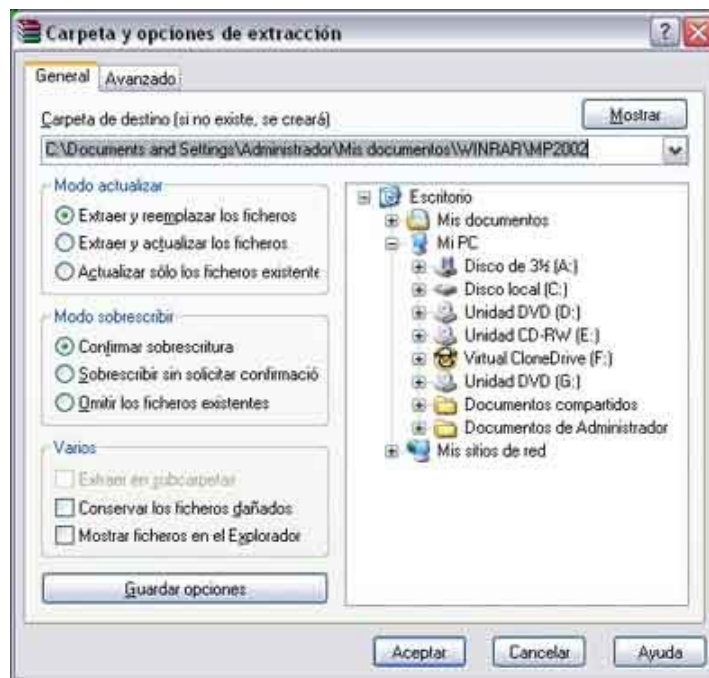 Carpeta y opciones de extracción
General Avanzado
Carpeta de destino (si no existe, se creará)
Mostrar
C:\Documents and Settings\Administrador\Mis documentos\WINRAR\MP2002
Modo actualizar
Extraer y reemplazar los ficheros
Extraer y actualizar los ficheros
Actualizar sólo los ficheros existente
Modo sobrescribir
Confirmar sobrescritura
Sobrescribir sin solicitar confirmació
Omitir los ficheros existentes
Varios
Extraer en subcarpetas
Conservar los ficheros dañados
Mostrar ficheros en el Explorador
Guardar opciones
Escritorio
Mis documentos
Mi PC
Disco de 3½ (A:)
Disco local (C:)
Unidad DVD (D:)
Unidad CD-RW (E:)
Virtual CloneDrive (F:)
Unidad DVD (G:)
Documentos compartidos
Documentos de Administrador
Mis sitios de red
Aceptar Cancelar Ayuda